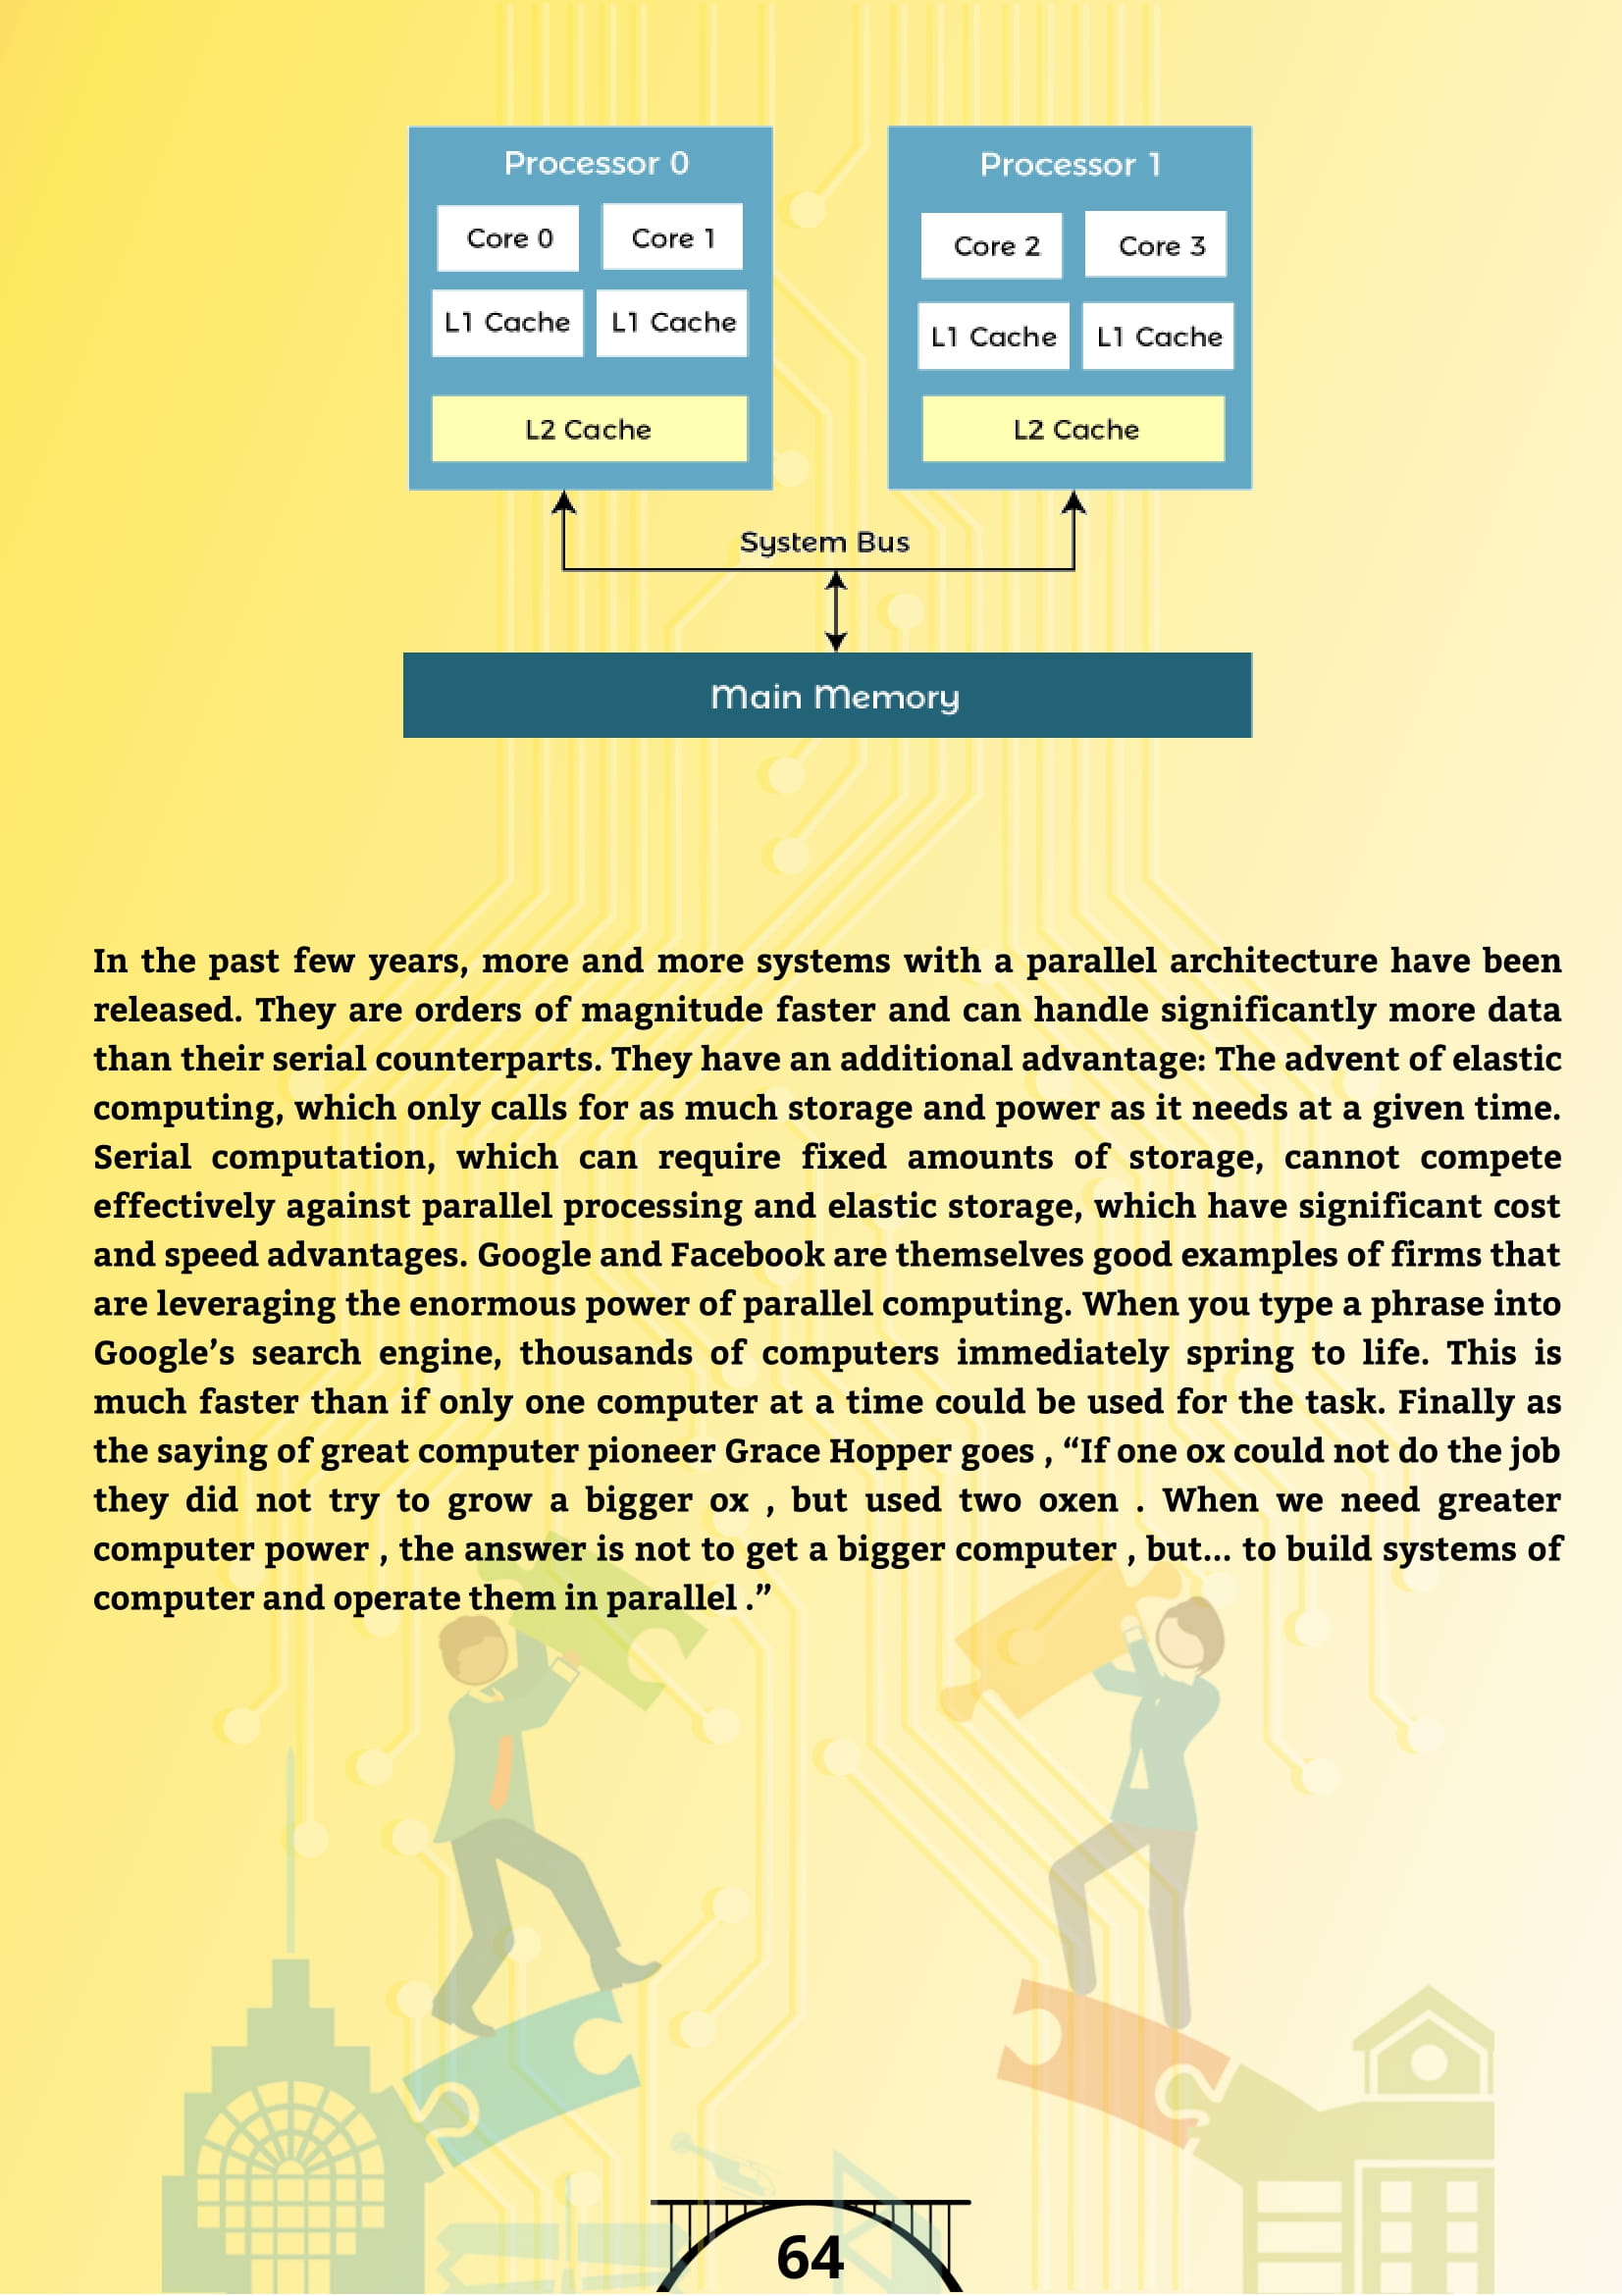 Processor 0
Core 0 Core 1
L1 Cache L1 Cache
L2 Cache
Processor 1
Core 2 Core 3
L1 Cache L1 Cache
L2 Cache
System Bus
Main Memory
In the past few years, more and more systems with a parallel architecture have been
released. They are orders of magnitude faster and can handle significantly more data
than their serial counterparts. They have an additional advantage: The advent of elastic
computing, which only calls for as much storage and power as it needs at a given time.
Serial computation, which can require fixed amounts of storage, cannot compete
effectively against parallel processing and elastic storage, which have significant cost
and speed advantages. Google and Facebook are themselves good examples of firms that
are leveraging the enormous power of parallel computing. When you type a phrase into
Google’s search engine, thousands of computers immediately spring to life. This is
much faster than if only one computer at a time could be used for the task. Finally as
the saying of great computer pioneer Grace Hopper goes , “If one ox could not do the job
they did not try to grow a bigger ox , but used two oxen . When we need greater
computer power , the answer is not to get a bigger computer , but... to build systems of
computer and operate them in parallel .”
64